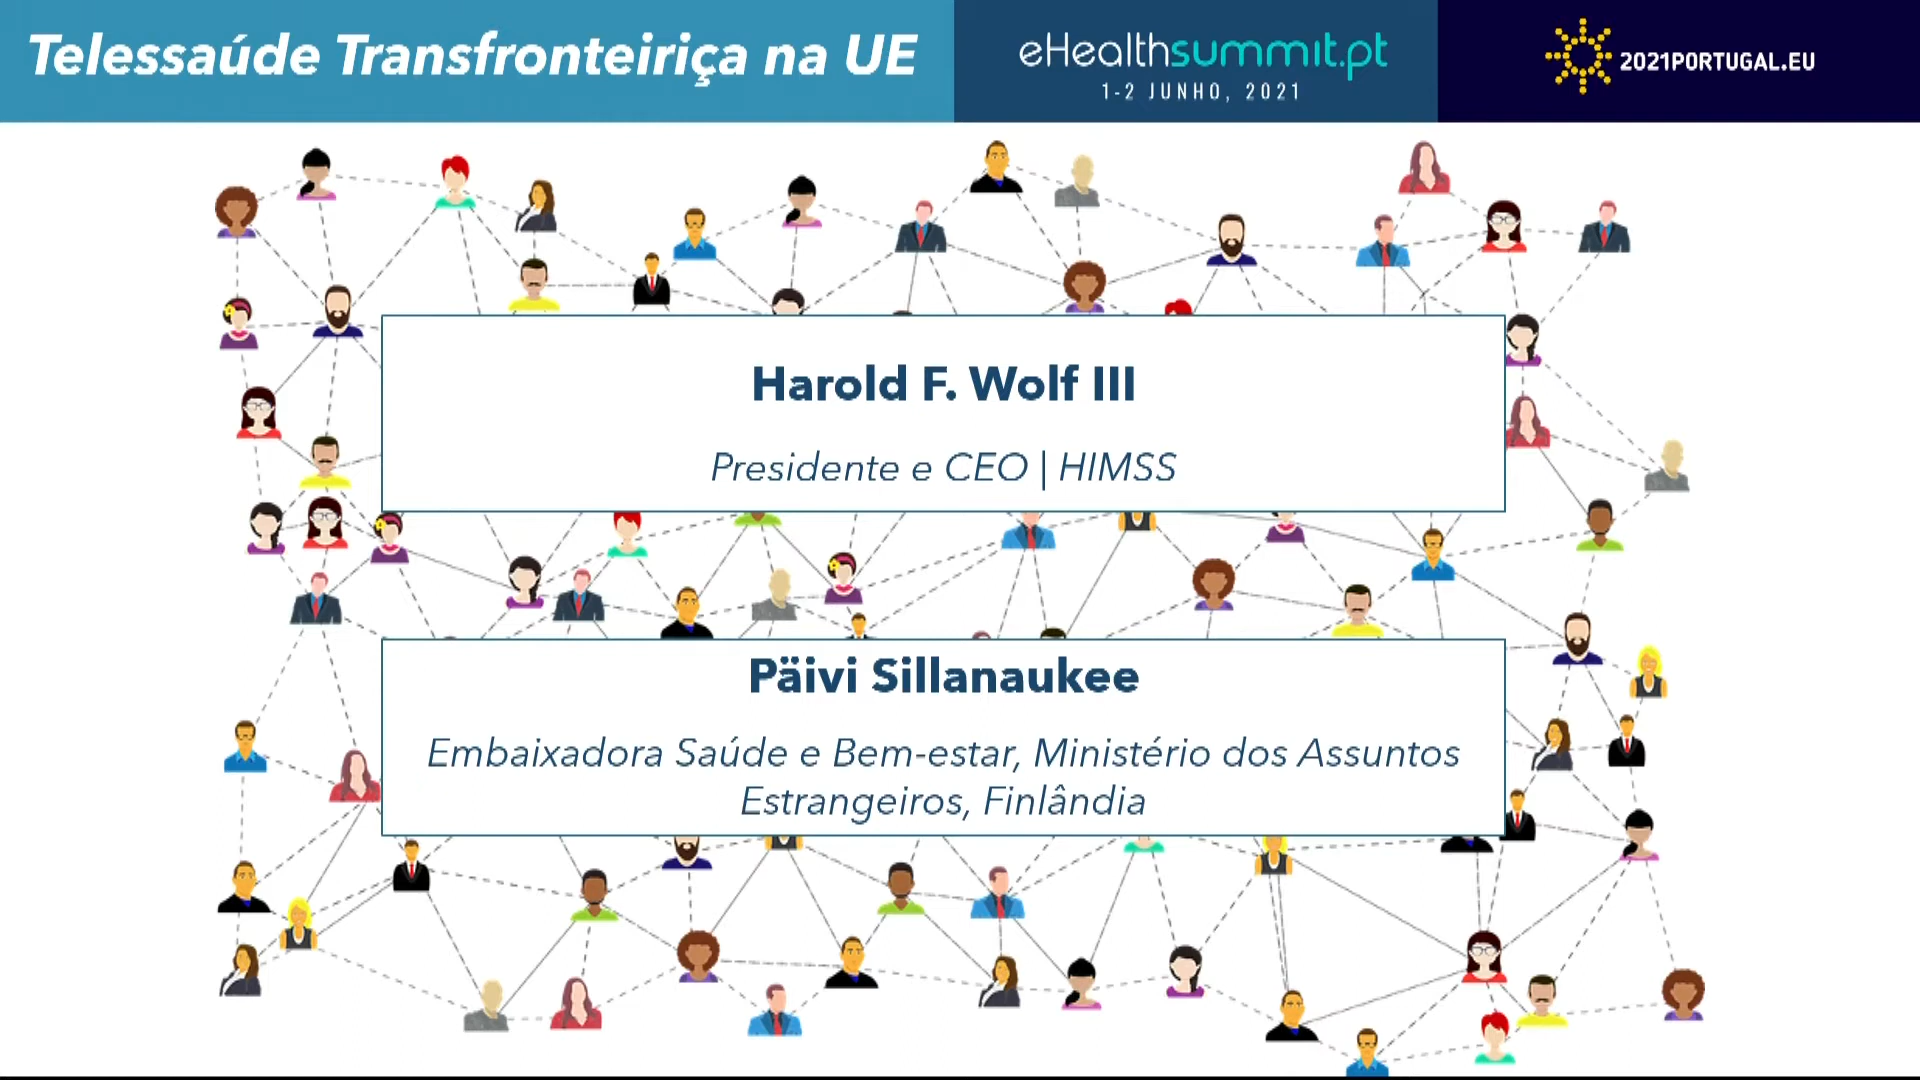 Telessaúde Transfronteiriça na UE
eHealthsummit.pt
1-2 JUNHO, 2021
2021PORTUGAL.EU
Harold F. Wolf III
Presidente e CEO | HIMSS
Päivi Sillanaukee
Embaixadora Saúde e Bem-estar, Ministério dos Assuntos
Estrangeiros, Finlândia